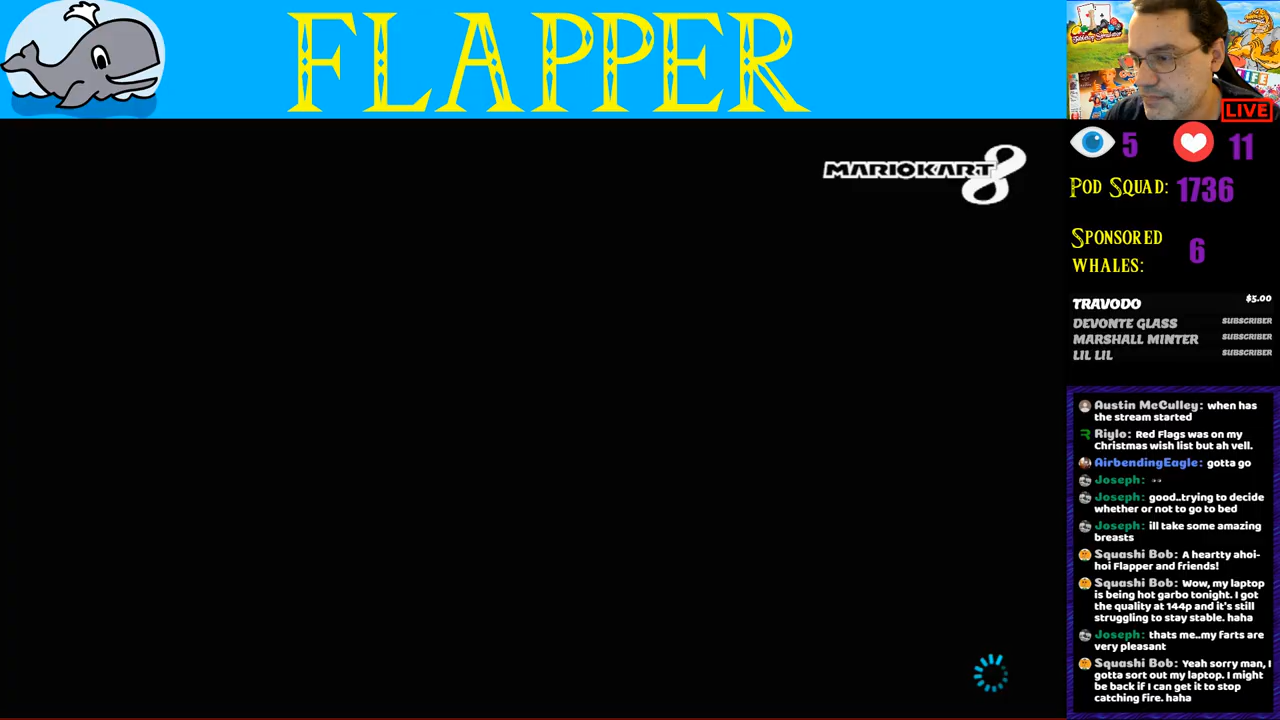 FLAPPER
LIFE
LIVE
MARIOKART 8
5
11
Pod Squad: 1736
Sponsored
whales:
6
TRAVODO $5.00
DEVONTE GLASS SUBSCRIBER
MARSHALL MINTER SUBSCRIBER
LIL LIL SUBSCRIBER
Austin McCulley: when has
the stream started
Riylo: Red Flags was on my
Christmas wish list but ah vell.
AirbendingEagle: gotta go
Joseph:
Joseph: good..trying to decide
whether or not to go to bed
Joseph: ill take some amazing
breasts
Squashi Bob: A heartty ahoi-
hoi Flapper and friends!
Squashi Bob: Wow, my laptop
is being hot garbo tonight. I got
the quality at 144p and it's still
struggling to stay stable. haha
Joseph: thats me..my farts are
very pleasant
Squashi Bob: Yeah sorry man, I
gotta sort out my laptop. I might
be back if I can get it to stop
catching fire. haha